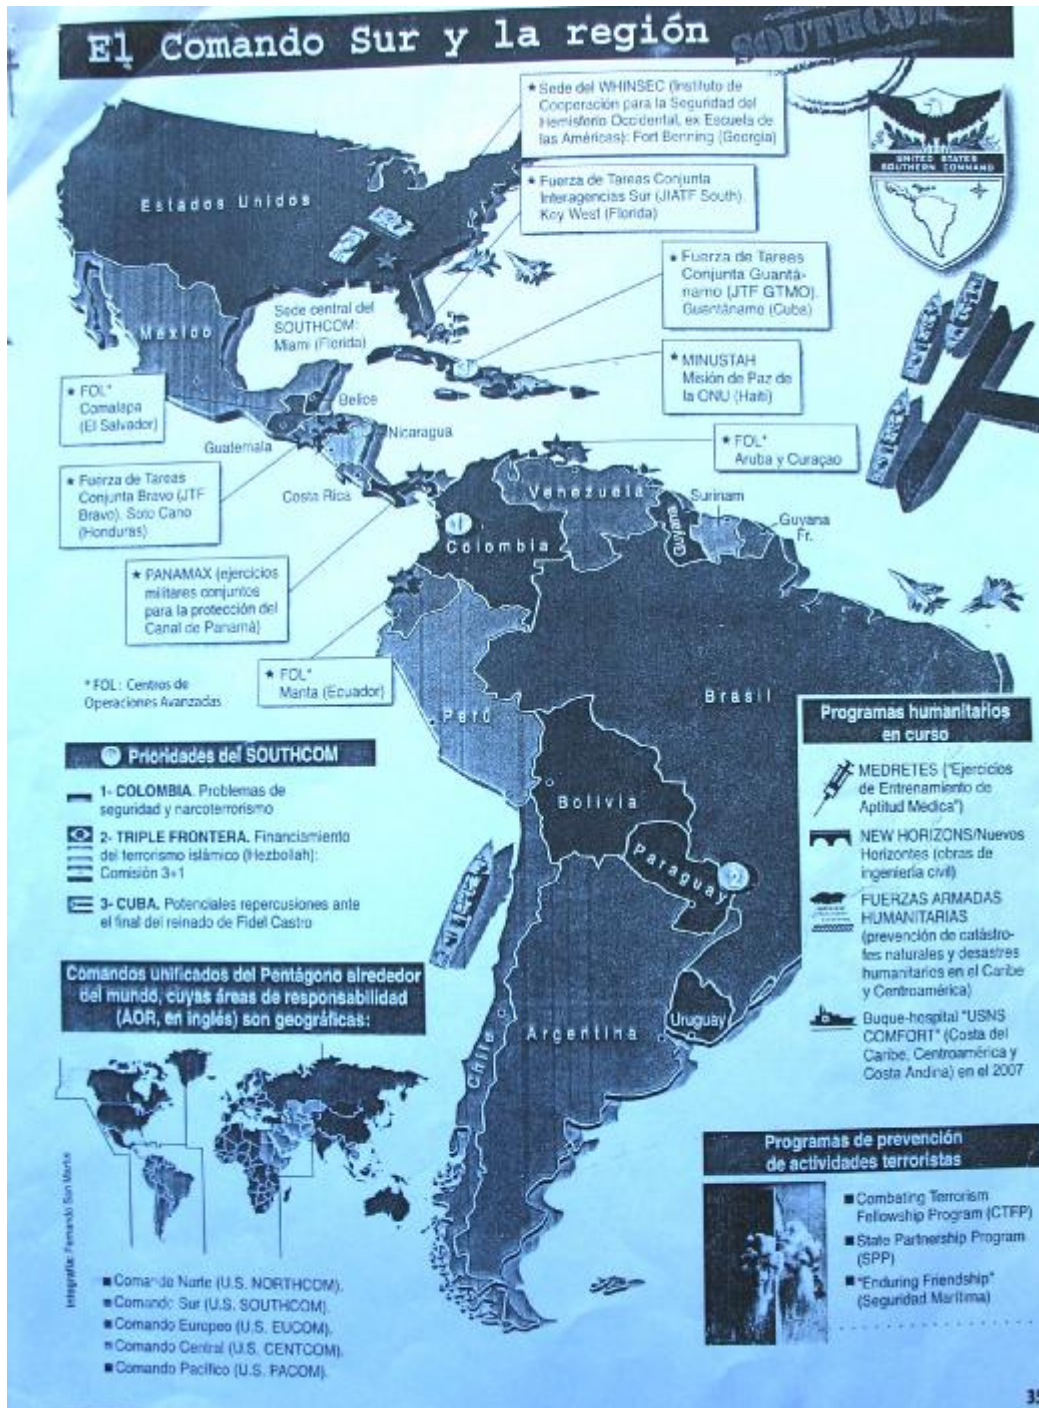 El Comando Sur y la región
SOUTHCOM
★ Sede del WHINSEC (Instituto de
Cooperación para la Seguridad del
Hemisferio Occidental, ex Escuela de
las Américas): Fort Benning (Georgia)
UNITED STATES
SOUTHERN COMMAND
★ Fuerza de Tareas Conjunta
Interagencias Sur (JIATF South).
Key West (Florida)
Estados Unidos
★ Fuerza de Tareas
Conjunta Guantá-
namo (JTF GTMO).
Guantánamo (Cuba)
Sede central del
SOUTHCOM:
Miami (Florida)
México
★ MINUSTAH
Misión de Paz de
la ONU (Haití)
★ FOL*
Comalapa
(El Salvador)
Belice
Guatemala
Nicaragua
★ FOL*
Aruba y Curaçao
★ Fuerza de Tareas
Conjunta Bravo (JTF
Bravo). Soto Cano
(Honduras)
Costa Rica
Venezuela
Surinam
Guyana
Guyana
Fr.
1
Colombia
★ PANAMAX (ejercicios
militares conjuntos
para la protección del
Canal de Panamá)
★ FOL*
Manta (Ecuador)
* FOL: Centros de
Operaciones Avanzadas
Perú
Brasil
Programas humanitarios
en curso
MEDRETES ("Ejercicios
de Entrenamiento de
Aptitud Médica")
NEW HORIZONS/Nuevos
Horizontes (obras de
ingeniería civil)
FUERZAS ARMADAS
HUMANITARIAS
(prevención de catástro-
fes naturales y desastres
humanitarios en el Caribe
y Centroamérica)
Buque-hospital "USNS
COMFORT" (Costa del
Caribe, Centroamérica y
Costa Andina) en el 2007
Prioridades del SOUTHCOM
1- COLOMBIA. Problemas de
seguridad y narcoterrorismo
2- TRIPLE FRONTERA. Financiamiento
del terrorismo islámico (Hezbollah):
Comisión 3+1
3- CUBA. Potenciales repercusiones ante
el final del reinado de Fidel Castro
Bolivia
Paraguay
2
Uruguay
Chile
Argentina
Comandos unificados del Pentágono alrededor
del mundo, cuyas áreas de responsabilidad
(AOR, en inglés) son geográficas:
Infografía: Fernando San Martín
■ Comando Norte (U.S. NORTHCOM).
■ Comando Sur (U.S. SOUTHCOM).
■ Comando Europeo (U.S. EUCOM).
■ Comando Central (U.S. CENTCOM).
■ Comando Pacífico (U.S. PACOM).
Programas de prevención
de actividades terroristas
■ Combating Terrorism
Fellowship Program (CTFP)
■ State Partnership Program
(SPP)
■ "Enduring Friendship"
(Seguridad Marítima)
35